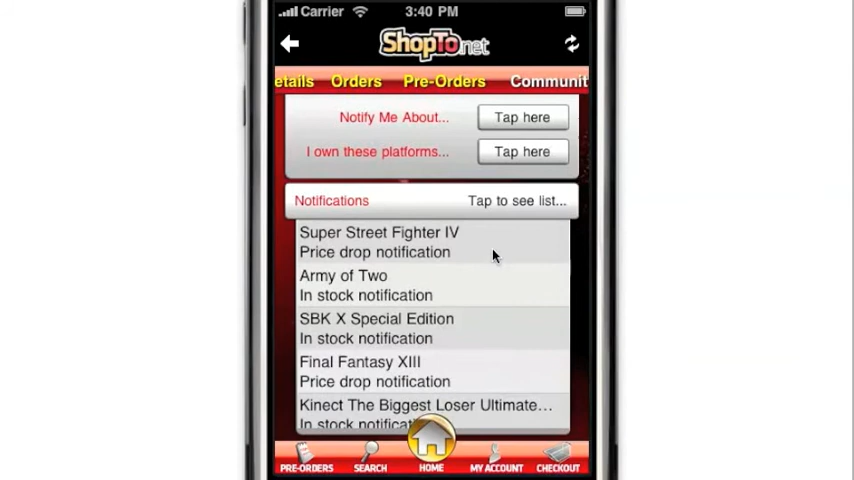 Carrier 3:40 PM
ShopTo.net
etails Orders Pre-Orders Communit
Notify Me About... Tap here
I own these platforms... Tap here
Notifications Tap to see list...
Super Street Fighter IV
Price drop notification
Army of Two
In stock notification
SBK X Special Edition
In stock notification
Final Fantasy XIII
Price drop notification
Kinect The Biggest Loser Ultimate...
In stock notificati
PRE-ORDERS SEARCH HOME MY ACCOUNT CHECKOUT